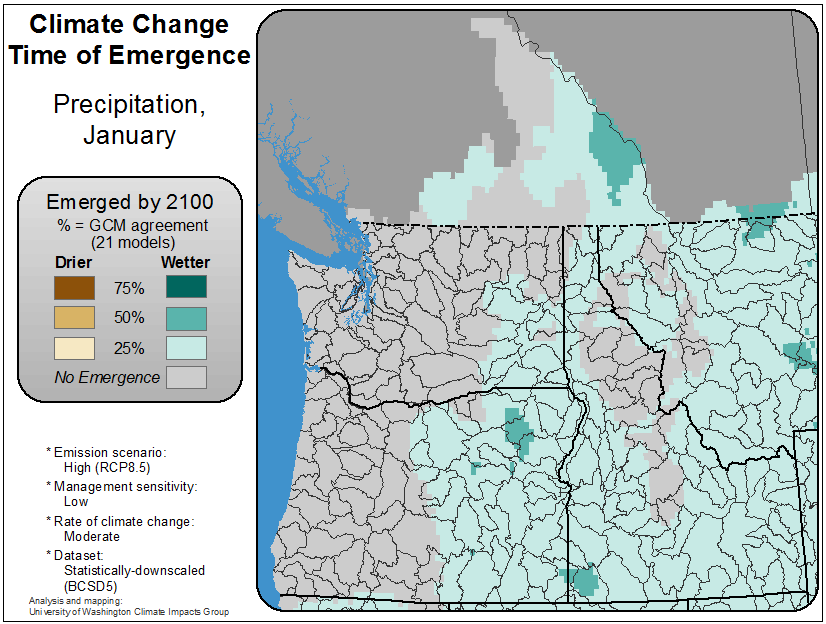 Climate Change
Time of Emergence
Precipitation,
January
Emerged by 2100
% = GCM agreement
(21 models)
Drier Wetter
75%
50%
25%
No Emergence
* Emission scenario:
High (RCP8.5)
* Management sensitivity:
Low
* Rate of climate change:
Moderate
* Dataset:
Statistically-downscaled
(BCSD5)
Analysis and mapping:
University of Washington Climate Impacts Group